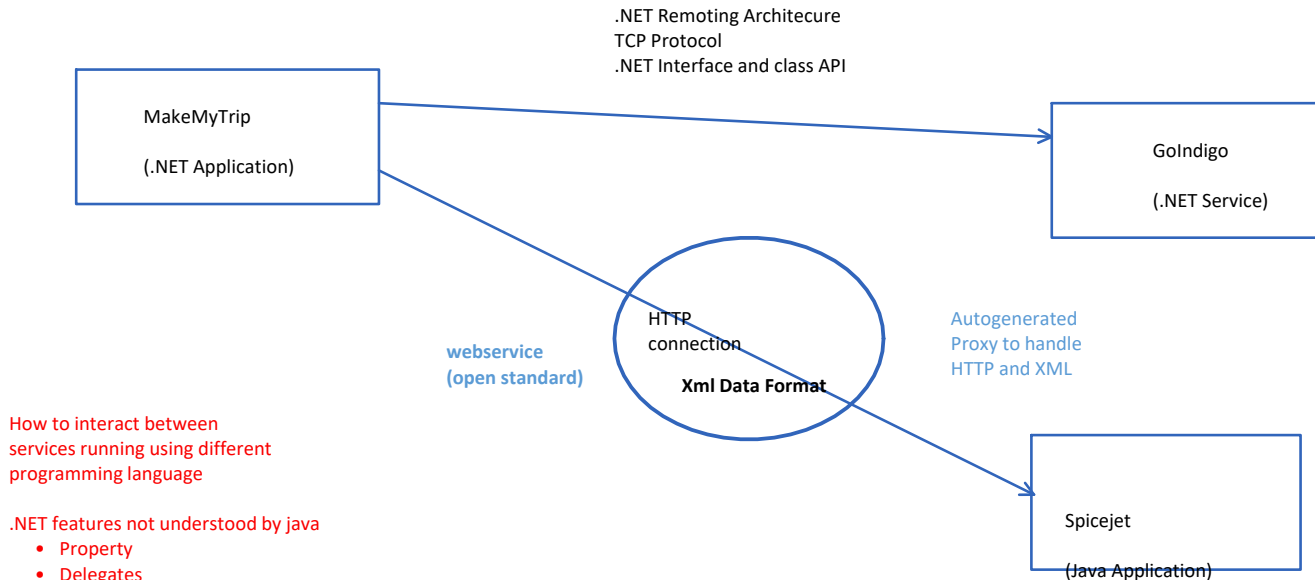 .NET Remoting Architecure
TCP Protocol
.NET Interface and class API
MakeMyTrip
(.NET Application)
GoIndigo
(.NET Service)
HTTP
connection
Xml Data Format
webservice
(open standard)
Autogenerated
Proxy to handle
HTTP and XML
How to interact between
services running using different
programming language
.NET features not understood by java
• Property
• Delegates
Spicejet
(Java Application)